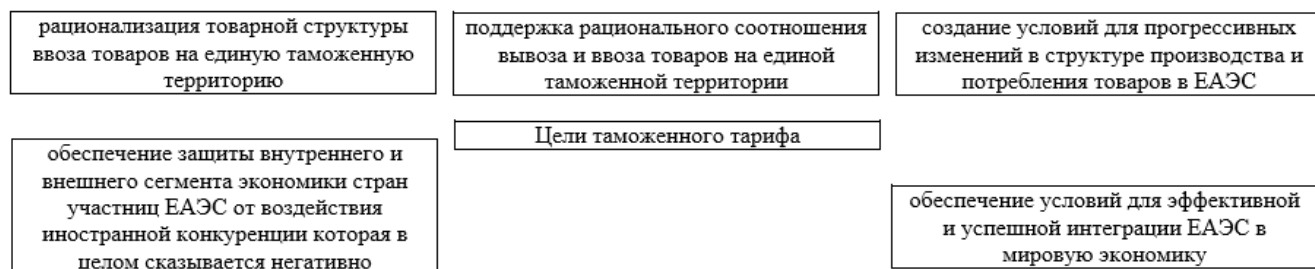 рационализация товарной структуры
ввоза товаров на единую таможенную
территорию
поддержка рационального соотношения
вывоза и ввоза товаров на единой
таможенной территории
создание условий для прогрессивных
изменений в структуре производства и
потребления товаров в ЕАЭС
Цели таможенного тарифа
обеспечение защиты внутреннего и
внешнего сегмента экономики стран
участниц ЕАЭС от воздействия
иностранной конкуренции которая в
целом сказывается негативно
обеспечение условий для эффективной
и успешной интеграции ЕАЭС в
мировую экономику